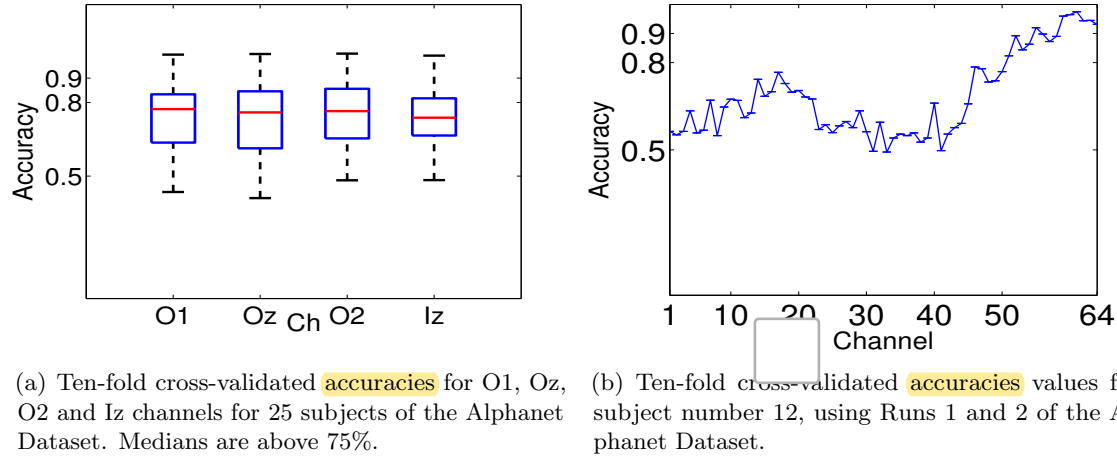 0.9
0.8
0.5
Accuracy
O1 Oz Ch O2 Iz
0.9
0.8
0.5
Accuracy
1 10 20 30 40 50 64
Channel
(a) Ten-fold cross-validated accuracies for O1, Oz,
O2 and Iz channels for 25 subjects of the Alphanet
Dataset. Medians are above 75%.
(b) Ten-fold cross-validated accuracies values f
subject number 12, using Runs 1 and 2 of the A
phanet Dataset.